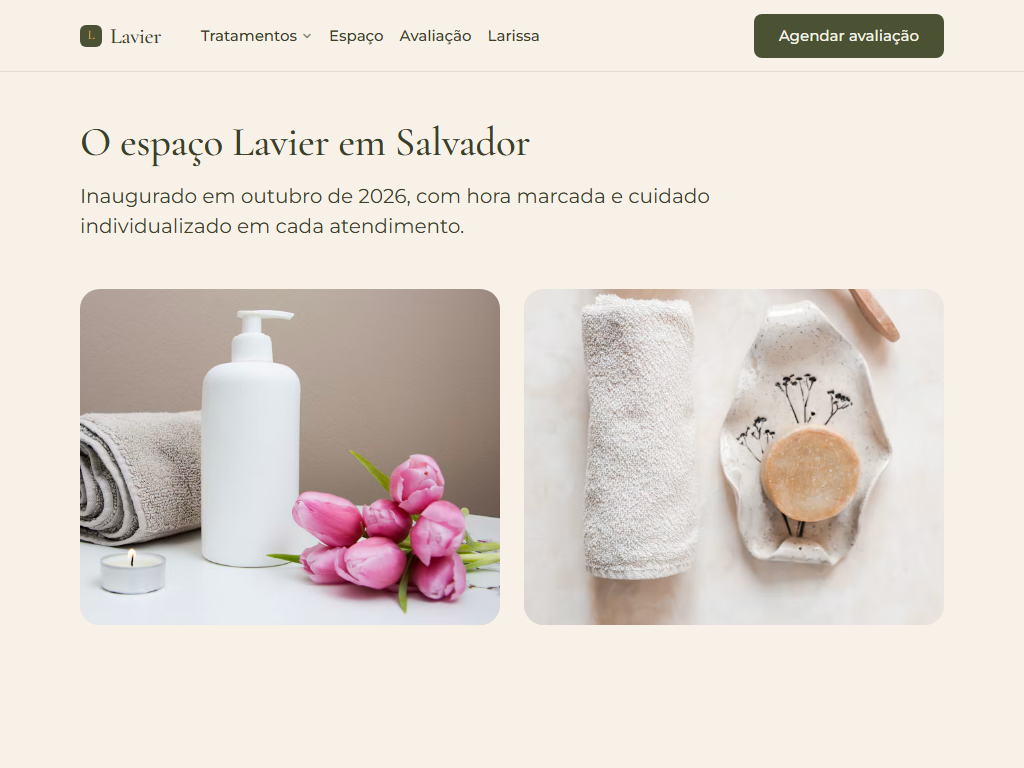 L Lavier
Tratamentos Espaço Avaliação Larissa
Agendar avaliação
O espaço Lavier em Salvador
Inaugurado em outubro de 2026, com hora marcada e cuidado
individualizado em cada atendimento.